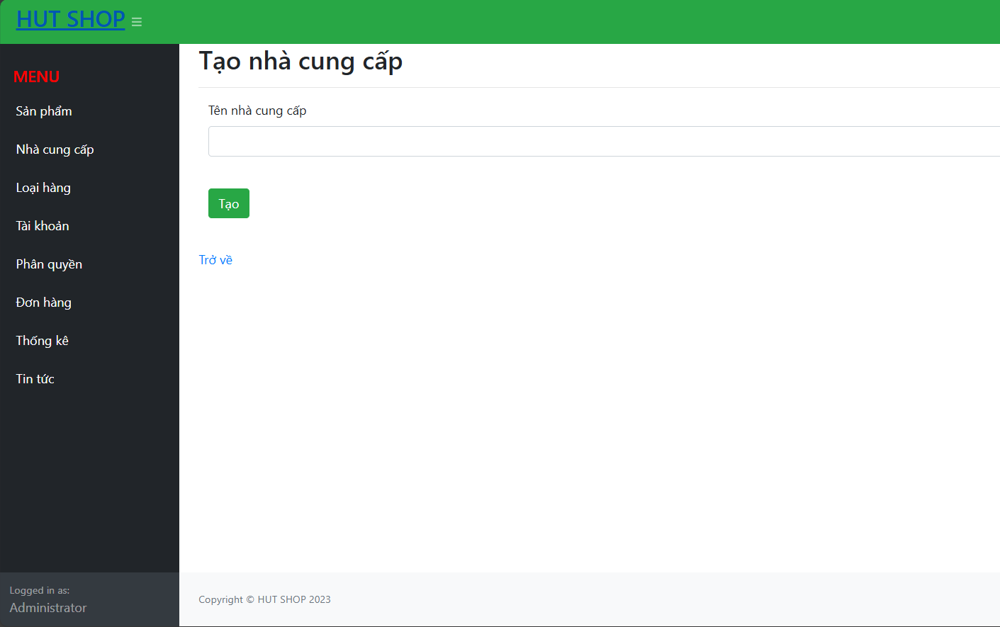 HUT SHOP
MENU
Sản phẩm
Nhà cung cấp
Loại hàng
Tài khoản
Phân quyền
Đơn hàng
Thống kê
Tin tức
Logged in as:
Administrator
Tạo nhà cung cấp
Tên nhà cung cấp
Tạo
Trở về
Copyright © HUT SHOP 2023